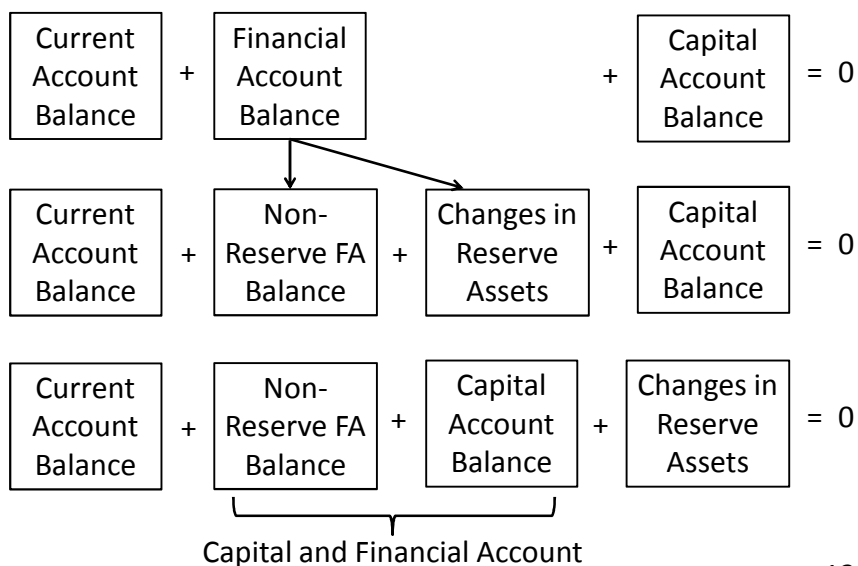 Current
Account
Balance
+
Financial
Account
Balance
+
Capital
Account
Balance
= 0
Current
Account
Balance
+
Non-
Reserve FA
Balance
+
Changes in
Reserve
Assets
+
Capital
Account
Balance
= 0
Current
Account
Balance
+
Non-
Reserve FA
Balance
+
Capital
Account
Balance
+
Changes in
Reserve
Assets
= 0
Capital and Financial Account